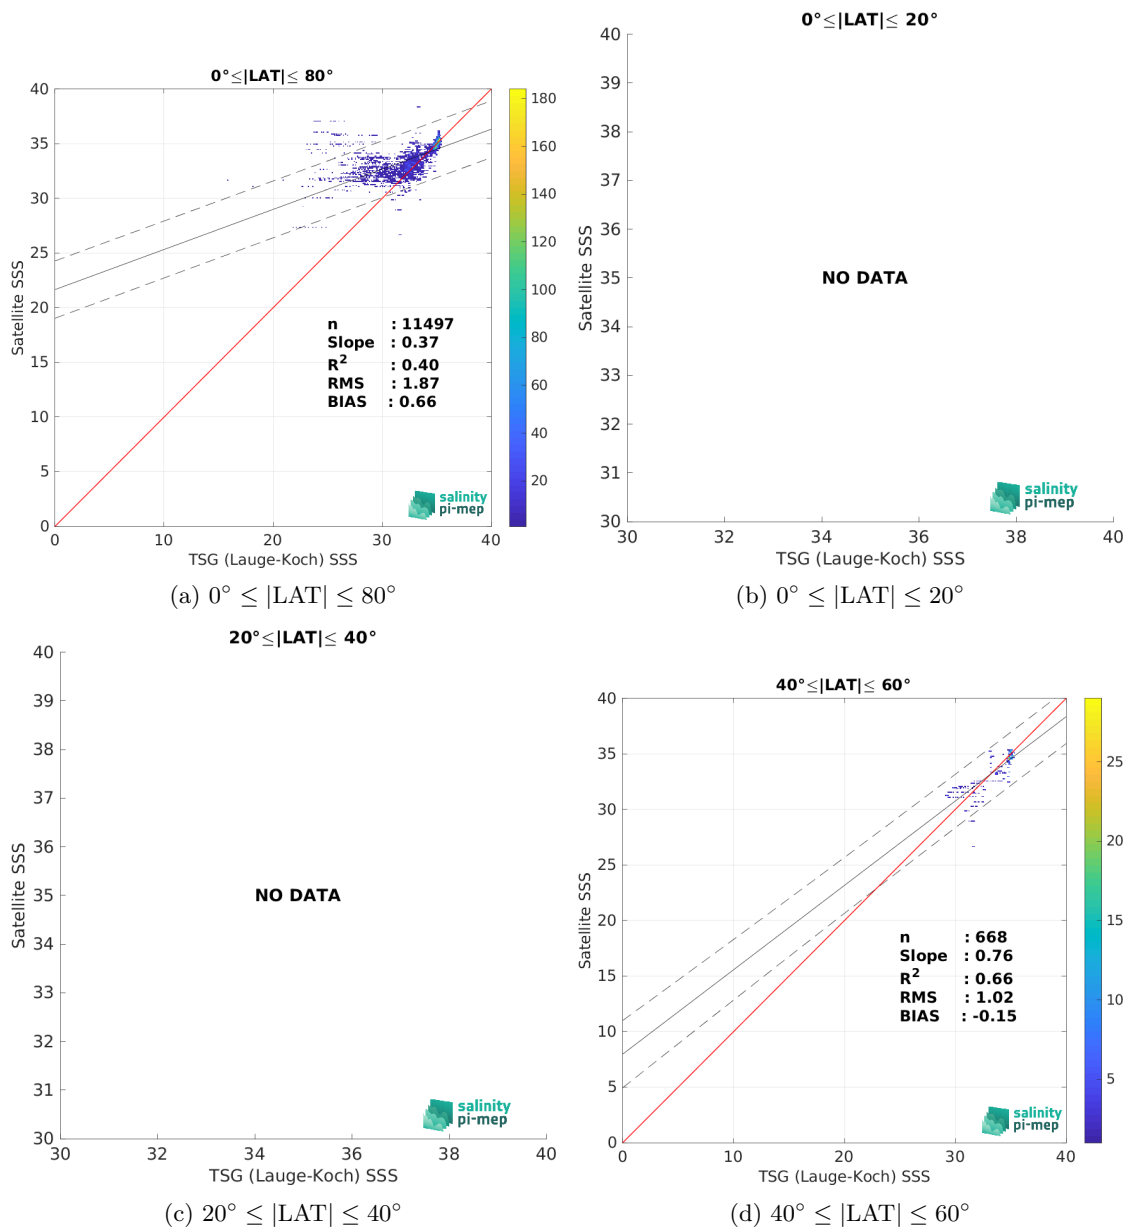 0°≤|LAT|≤ 80°
40
35
30
25
20
15
10
5
0
0
10
20
30
40
180
160
140
120
100
80
60
40
20
Satellite SSS
TSG (Lauge-Koch) SSS
n : 11497
Slope : 0.37
R² : 0.40
RMS : 1.87
BIAS : 0.66
salinity
pi-mep
(a) 0° ≤ |LAT| ≤ 80°
0°≤|LAT|≤ 20°
40
39
38
37
36
35
34
33
32
31
30
30
32
34
36
38
40
Satellite SSS
TSG (Lauge-Koch) SSS
NO DATA
salinity
pi-mep
(b) 0° ≤ |LAT| ≤ 20°
20°≤|LAT|≤ 40°
40
39
38
37
36
35
34
33
32
31
30
30
32
34
36
38
40
Satellite SSS
TSG (Lauge-Koch) SSS
NO DATA
salinity
pi-mep
(c) 20° ≤ |LAT| ≤ 40°
40°≤|LAT|≤ 60°
40
35
30
25
20
15
10
5
0
0
10
20
30
40
25
20
15
10
5
Satellite SSS
TSG (Lauge-Koch) SSS
n : 668
Slope : 0.76
R² : 0.66
RMS : 1.02
BIAS : -0.15
salinity
pi-mep
(d) 40° ≤ |LAT| ≤ 60°